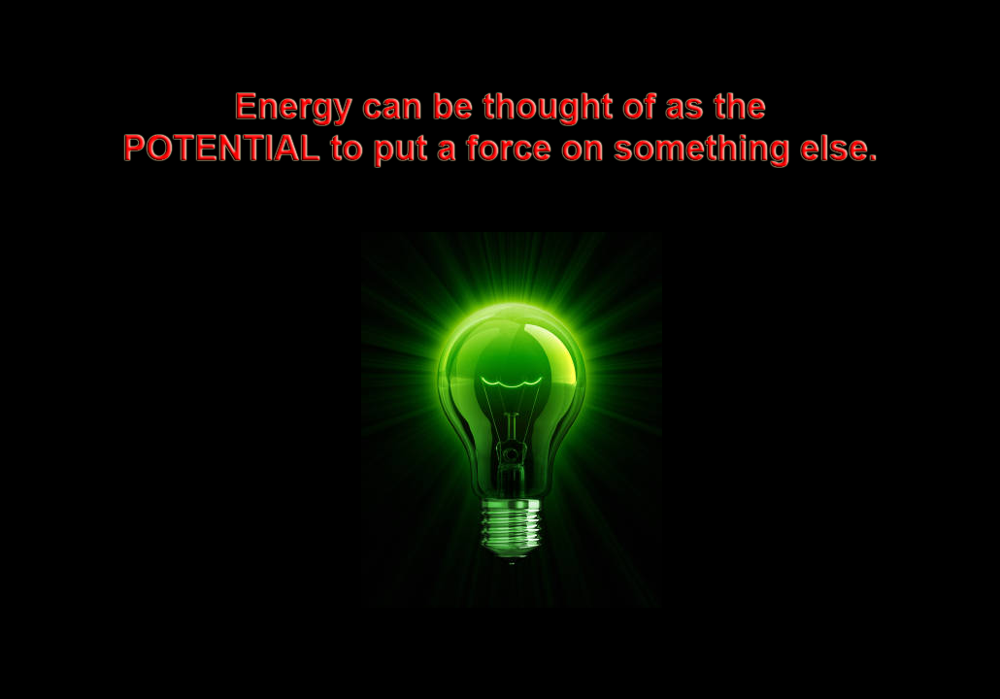 Energy can be thought of as the
POTENTIAL to put a force on something else.